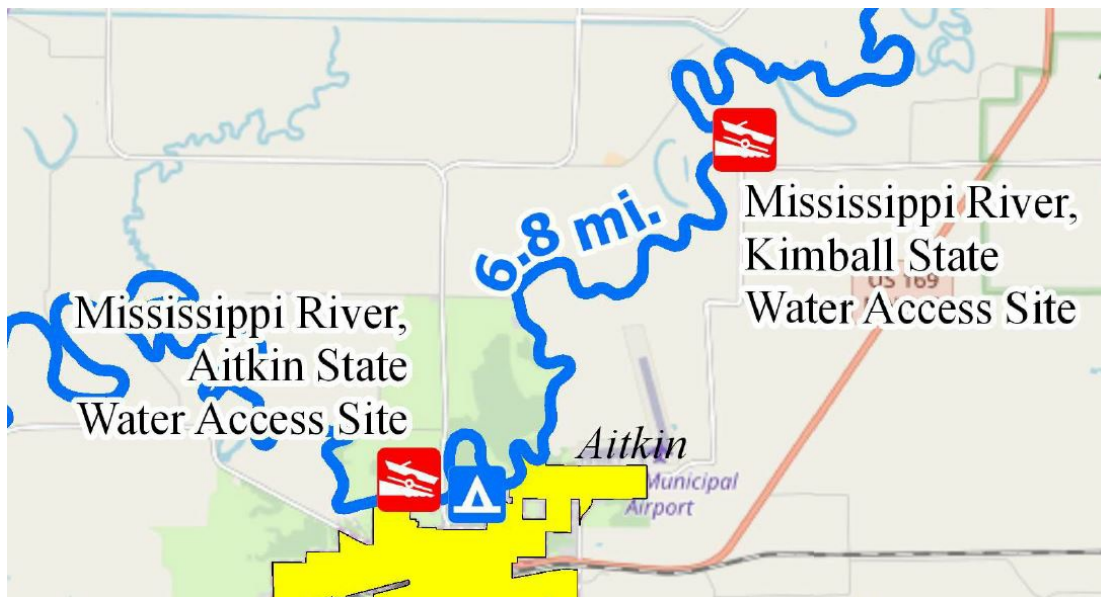 6.8 mi.
Mississippi River,
Kimball State
Water Access Site
US 169
Mississippi River,
Aitkin State
Water Access Site
Aitkin
Municipal
Airport